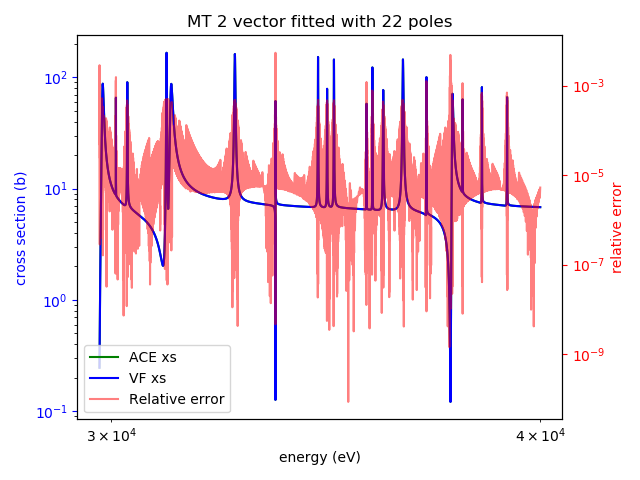 MT 2 vector fitted with 22 poles
10²
10¹
10⁰
10⁻¹
cross section (b)
10⁻³
10⁻⁵
10⁻⁷
10⁻⁹
relative error
ACE xs
VF xs
Relative error
3 × 10⁴
4 × 10⁴
energy (eV)